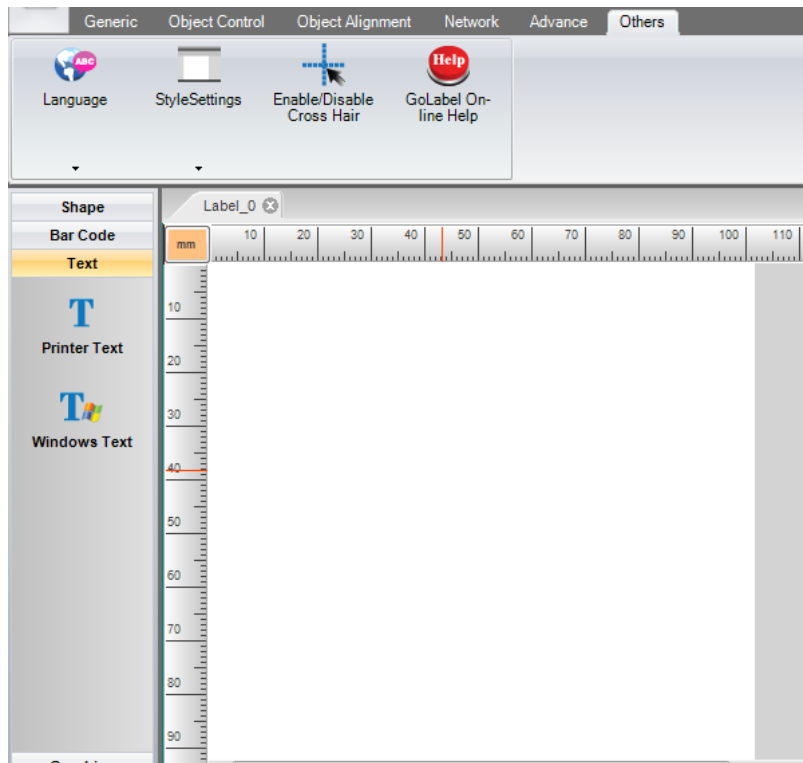 Generic Object Control Object Alignment Network Advance Others
ABC
Help
Language StyleSettings Enable/Disable GoLabel On-
Cross Hair line Help
Shape
Label_0
Bar Code
mm 10 20 30 40 50 60 70 80 90 100 110
Text
T
10
Printer Text
20
T
30
Windows Text
40
50
60
70
80
90